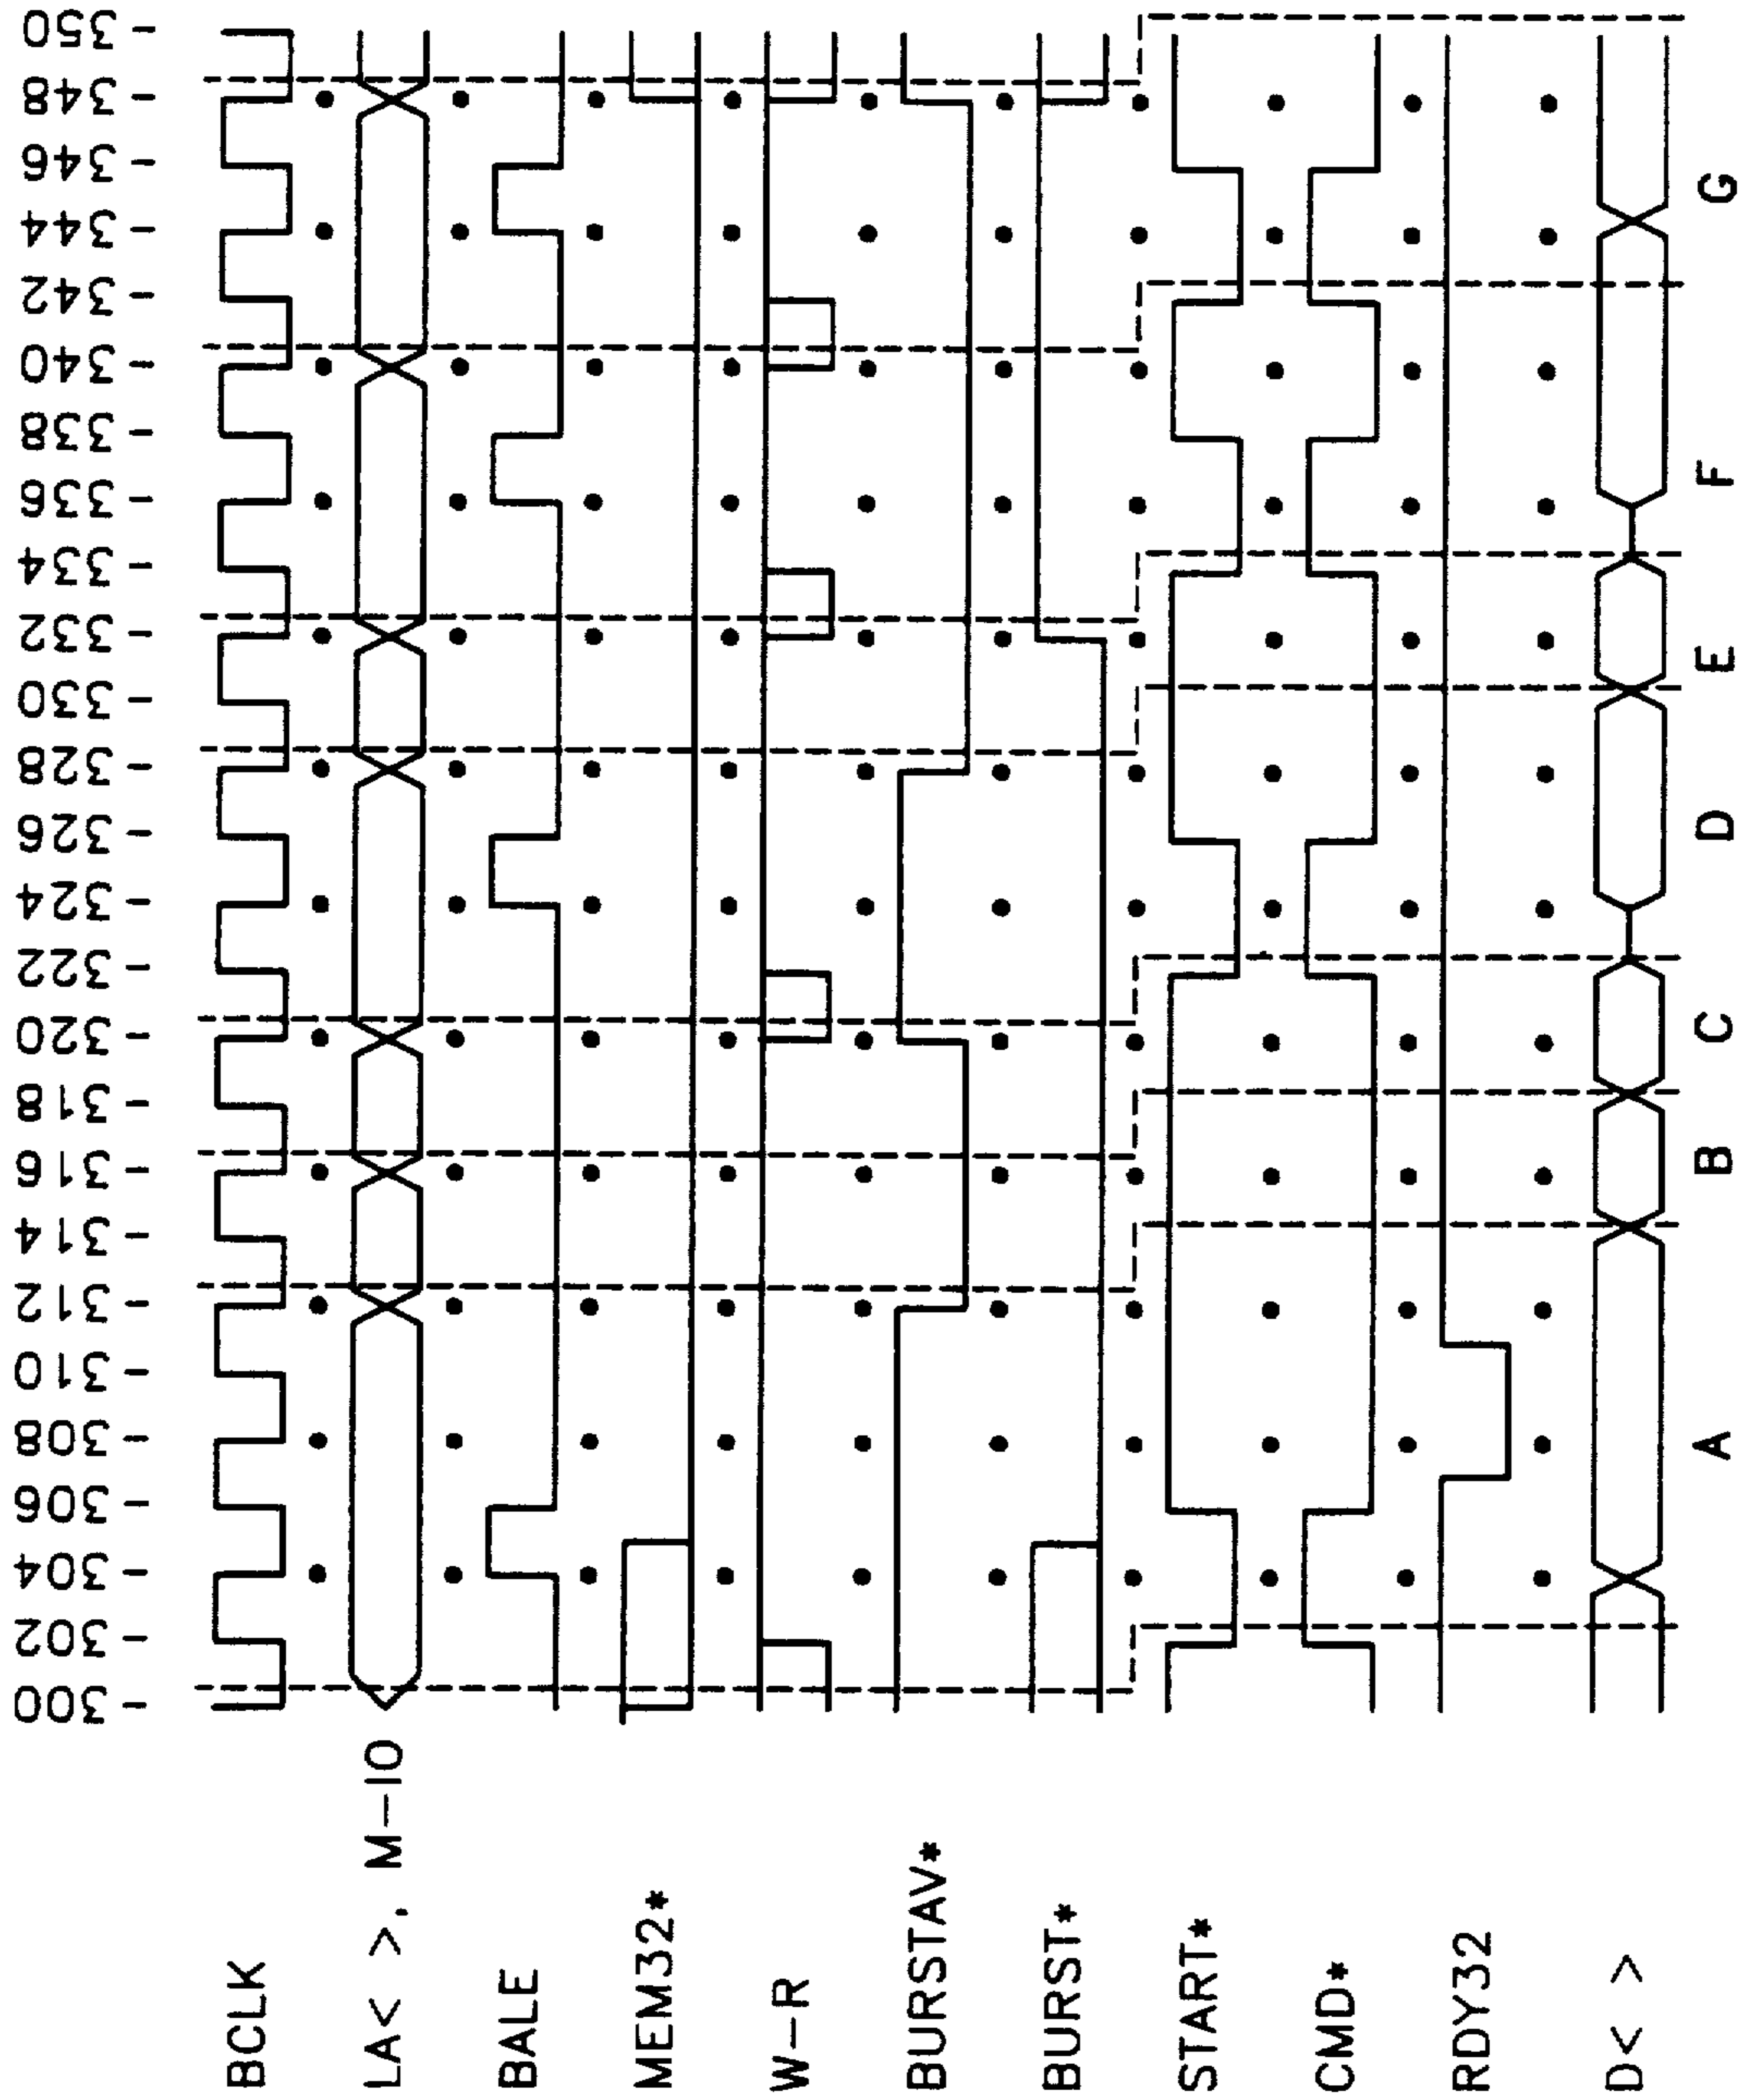 300 302 304 306 308 310 312 314 316 318 320 322 324 326 328 330 332 334 336 338 340 342 344 346 348 350
BCLK
LA< >, M-IO
BALE
MEM32*
W-R
BURSTAV*
BURST*
START*
CMD*
RDY32
D< >
A B C D E F G